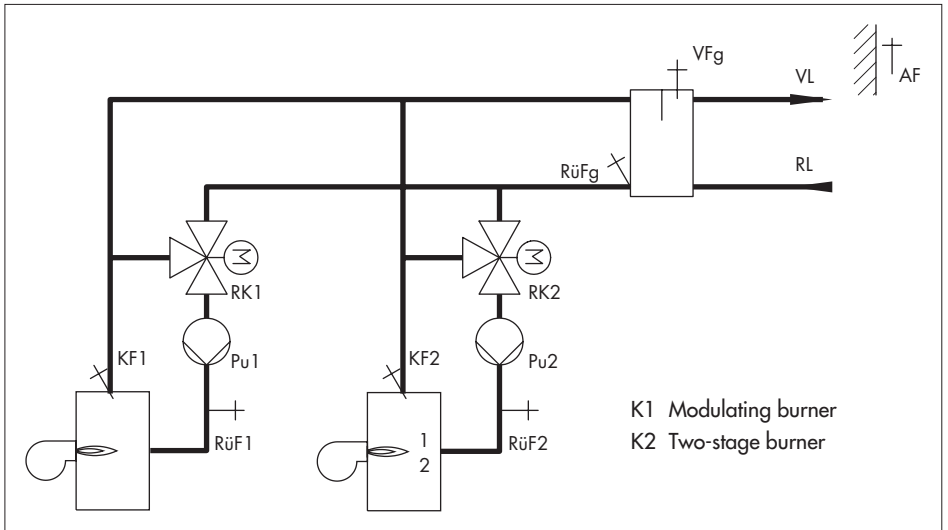 VFg
VL
AF
RüFg
RL
M
M
RK1
RK2
KF1
Pu1
KF2
Pu2
K1 Modulating burner
RüF1
1
RüF2
K2 Two-stage burner
2